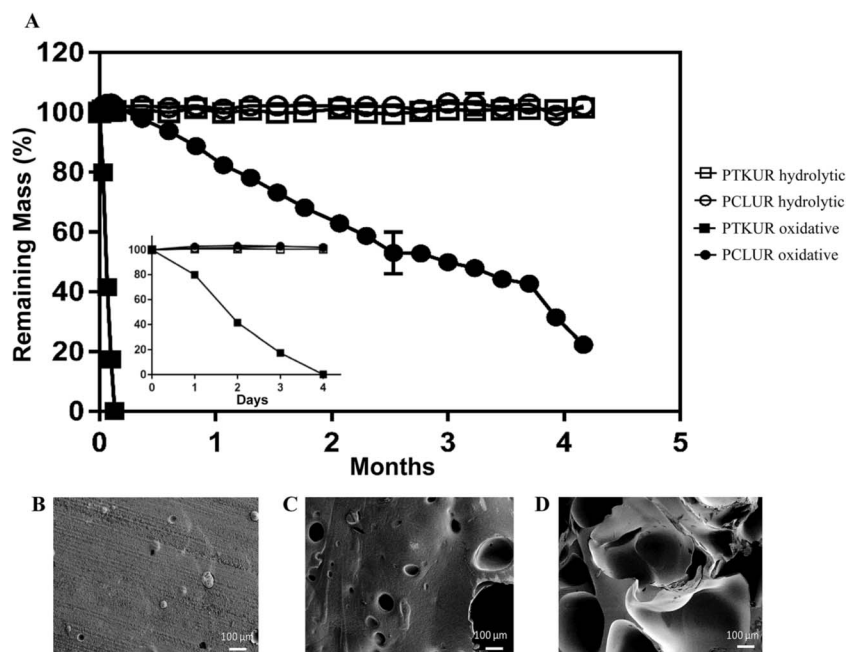 A
120
100
80
60
40
20
0
Remaining Mass (%)
0 1 2 3 4 5
Months
100
80
60
40
20
0
0 1 2 3 4
Days
PTKUR hydrolytic
PCLUR hydrolytic
PTKUR oxidative
PCLUR oxidative
B
100 µm
C
100 µm
D
100 µm